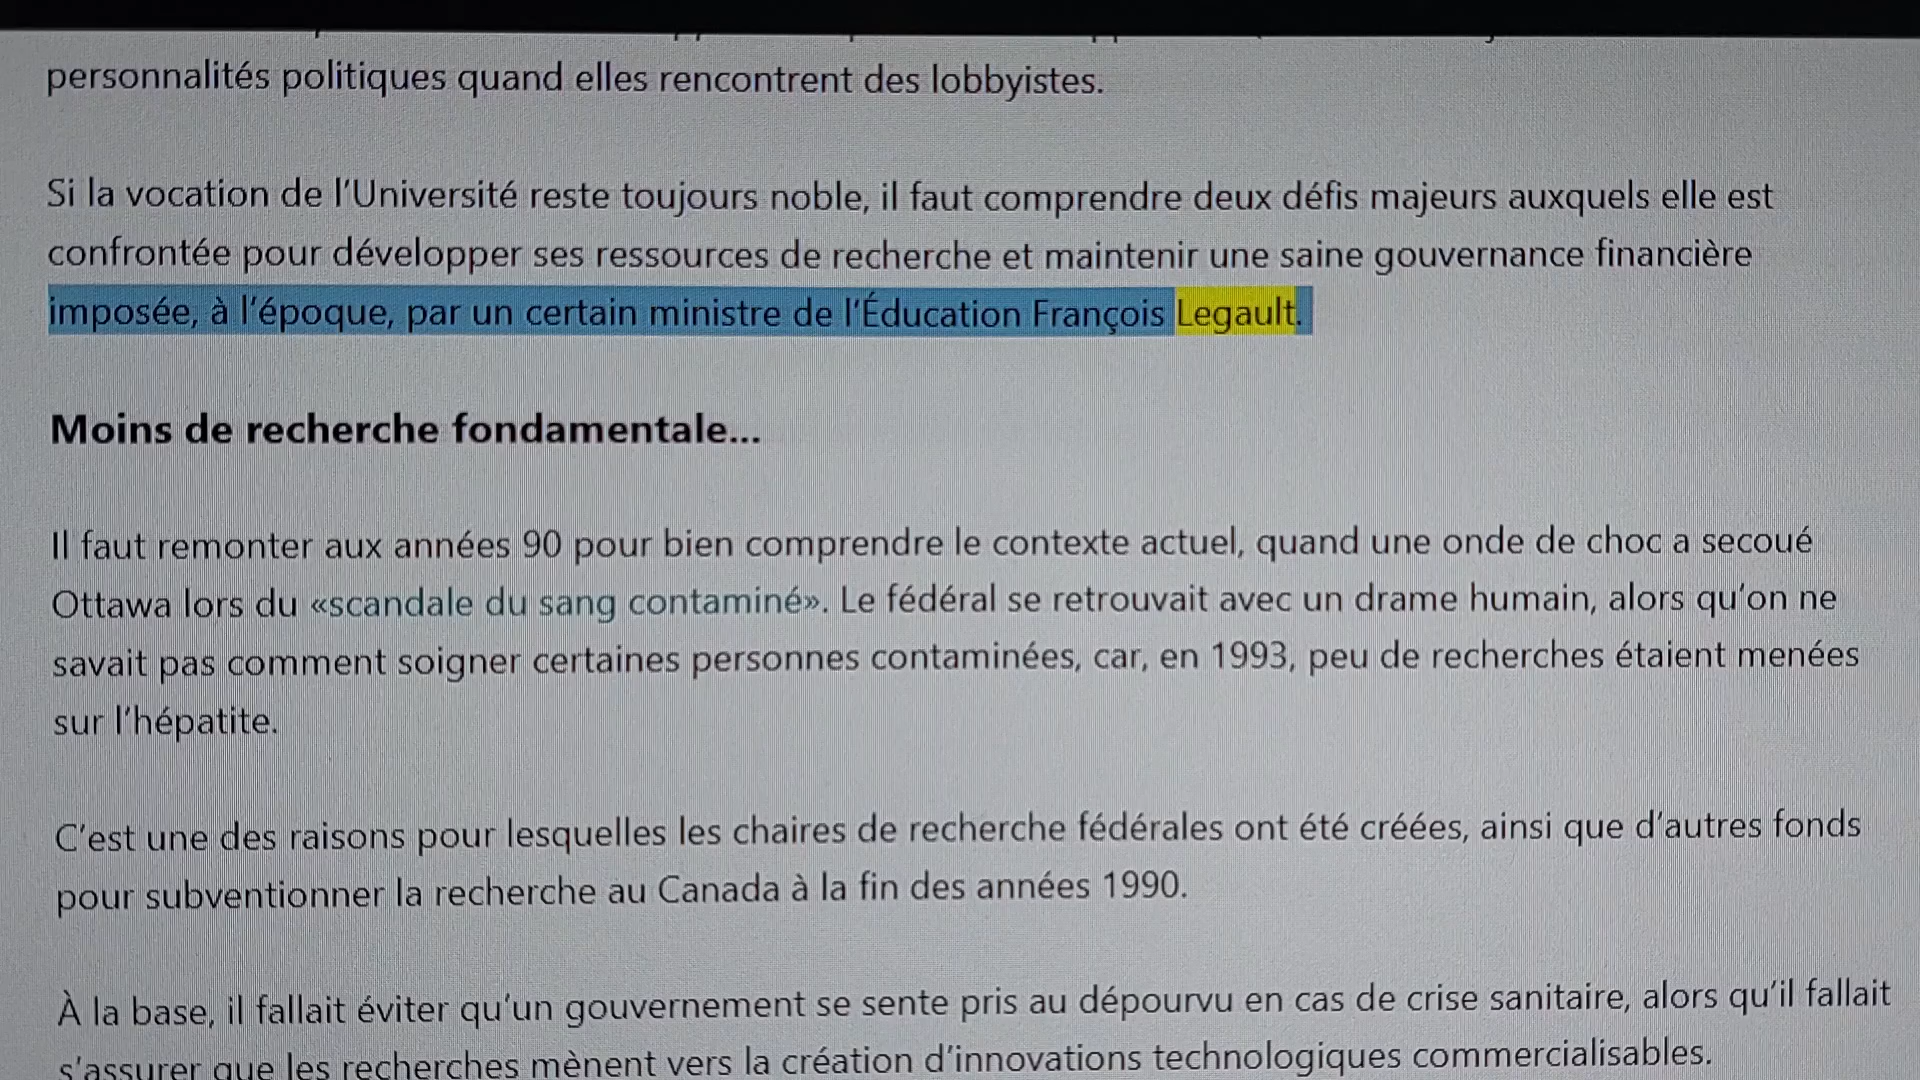 personnalités politiques quand elles rencontrent des lobbyistes.
Si la vocation de l'Université reste toujours noble, il faut comprendre deux défis majeurs auxquels elle est
confrontée pour développer ses ressources de recherche et maintenir une saine gouvernance financière
imposée, à l'époque, par un certain ministre de l'Éducation François Legault.
Moins de recherche fondamentale...
Il faut remonter aux années 90 pour bien comprendre le contexte actuel, quand une onde de choc a secoué
Ottawa lors du «scandale du sang contaminé». Le fédéral se retrouvait avec un drame humain, alors qu'on ne
savait pas comment soigner certaines personnes contaminées, car, en 1993, peu de recherches étaient menées
sur l'hépatite.
C'est une des raisons pour lesquelles les chaires de recherche fédérales ont été créées, ainsi que d'autres fonds
pour subventionner la recherche au Canada à la fin des années 1990.
À la base, il fallait éviter qu'un gouvernement se sente pris au dépourvu en cas de crise sanitaire, alors qu'il fallait
s'assurer que les recherches mènent vers la création d'innovations technologiques commercialisables.